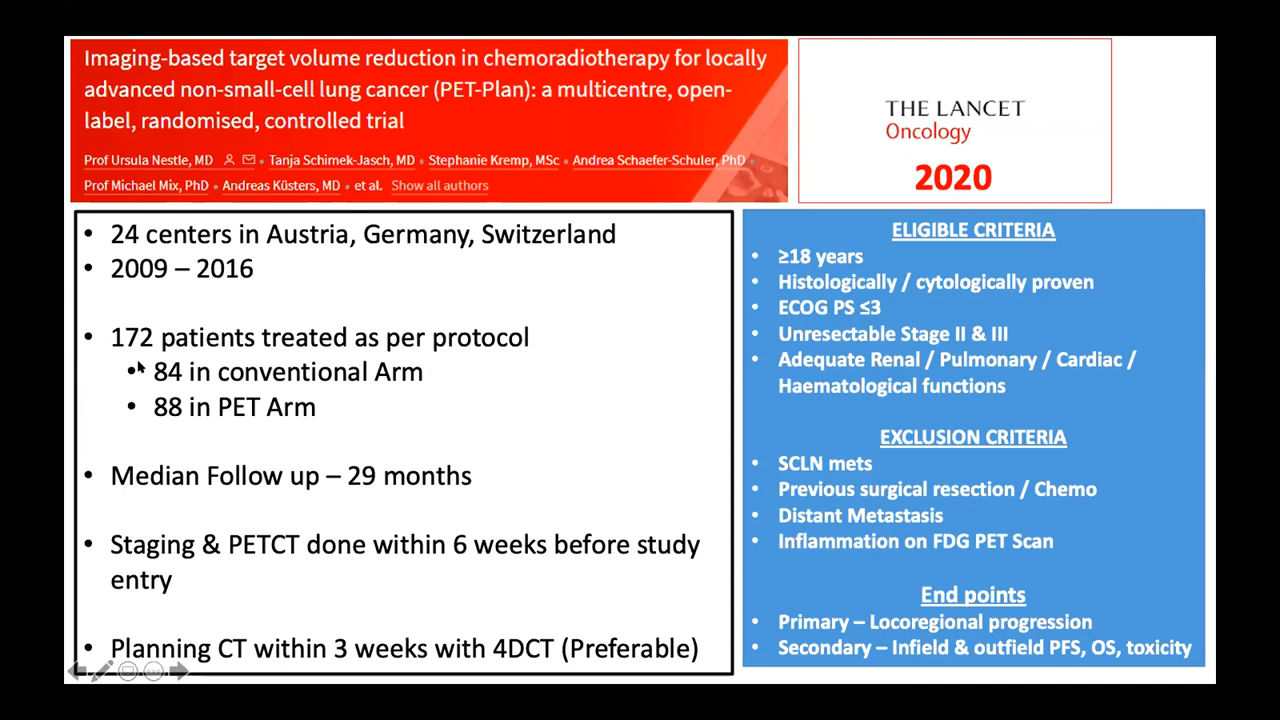 Imaging-based target volume reduction in chemoradiotherapy for locally
advanced non-small-cell lung cancer (PET-Plan): a multicentre, open-
label, randomised, controlled trial
Prof Ursula Nestle, MD • Tanja Schimek-Jasch, MD • Stephanie Kremp, MSc • Andrea Schaefer-Schuler, PhD •
Prof Michael Mix, PhD • Andreas Küsters, MD • et al. Show all authors
THE LANCET
Oncology
2020
• 24 centers in Austria, Germany, Switzerland
• 2009 – 2016
• 172 patients treated as per protocol
• 84 in conventional Arm
• 88 in PET Arm
• Median Follow up – 29 months
• Staging & PETCT done within 6 weeks before study
entry
• Planning CT within 3 weeks with 4DCT (Preferable)
ELIGIBLE CRITERIA
• ≥18 years
• Histologically / cytologically proven
• ECOG PS ≤3
• Unresectable Stage II & III
• Adequate Renal / Pulmonary / Cardiac /
Haematological functions
EXCLUSION CRITERIA
• SCLN mets
• Previous surgical resection / Chemo
• Distant Metastasis
• Inflammation on FDG PET Scan
End points
• Primary – Locoregional progression
• Secondary – Infield & outfield PFS, OS, toxicity